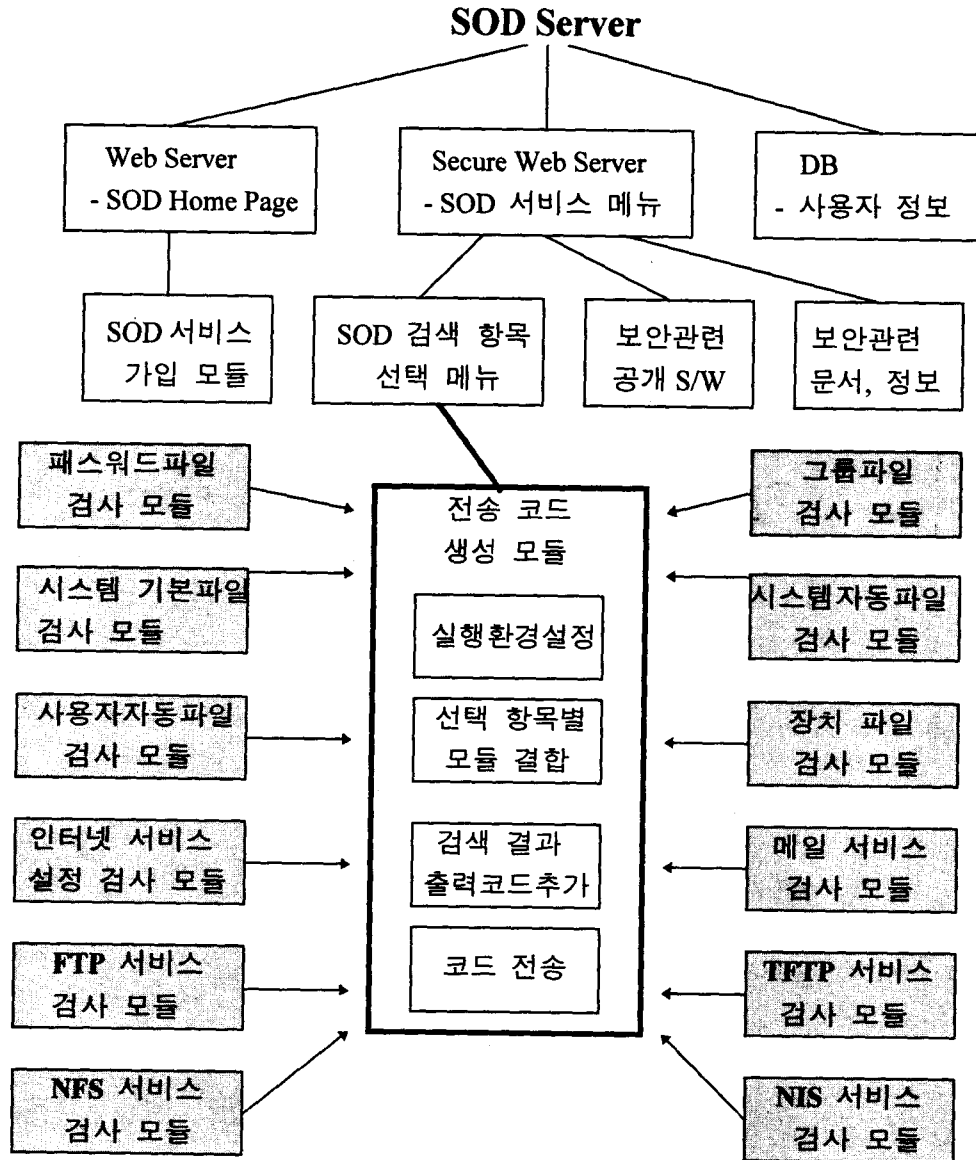 SOD Server
Web Server
- SOD Home Page
Secure Web Server
- SOD 서비스 메뉴
DB
- 사용자 정보
SOD 서비스
가입 모듈
SOD 검색 항목
선택 메뉴
보안관련
공개 S/W
보안관련
문서, 정보
패스워드파일
검사 모듈
시스템 기본파일
검사 모듈
사용자자동파일
검사 모듈
인터넷 서비스
설정 검사 모듈
FTP 서비스
검사 모듈
NFS 서비스
검사 모듈
전송 코드
생성 모듈
실행환경설정
선택 항목별
모듈 결합
검색 결과
출력코드추가
코드 전송
그룹파일
검사 모듈
시스템자동파일
검사 모듈
장치 파일
검사 모듈
메일 서비스
검사 모듈
TFTP 서비스
검사 모듈
NIS 서비스
검사 모듈